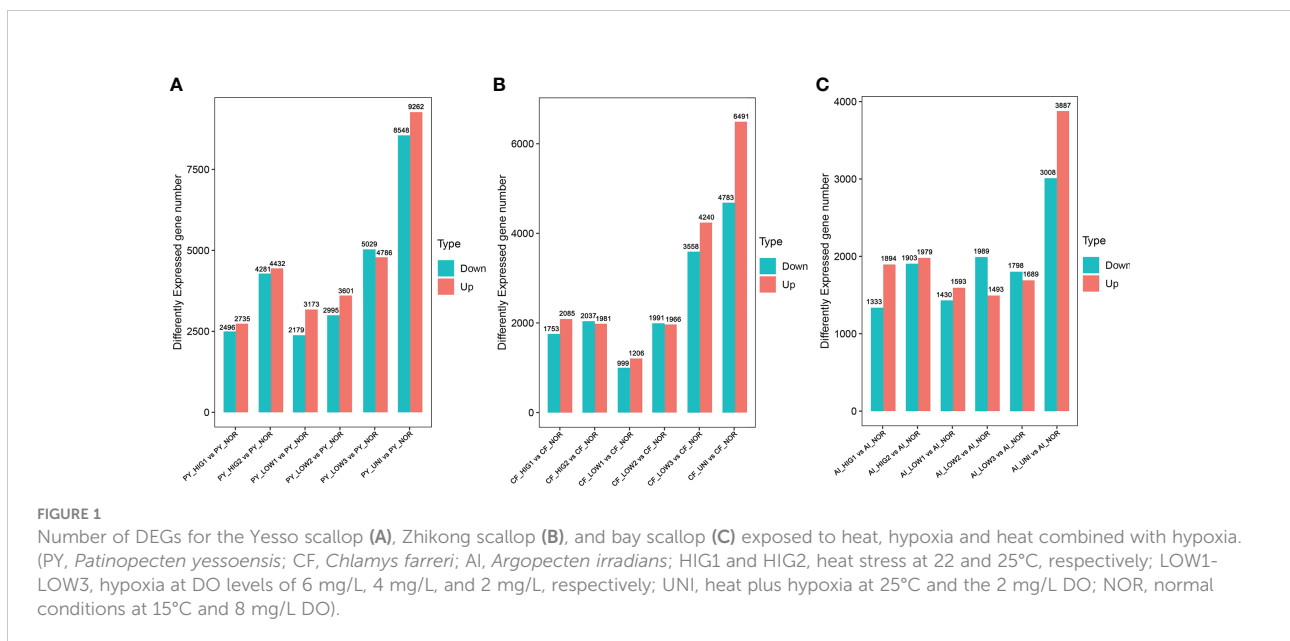 A
Differently Expressed gene number
7500
5000
2500
0
2496
2735
4281
4432
2179
3173
2995
3601
5029
4786
8548
9262
PY_HIG1 vs PY_NOR
PY_HIG2 vs PY_NOR
PY_LOW1 vs PY_NOR
PY_LOW2 vs PY_NOR
PY_LOW3 vs PY_NOR
PY_UNI vs PY_NOR
Type
Down
Up
B
Differently Expressed gene number
6000
4000
2000
0
1753
2085
2037
1981
999
1206
1991
1966
3558
4240
4783
6491
CF_HIG1 vs CF_NOR
CF_HIG2 vs CF_NOR
CF_LOW1 vs CF_NOR
CF_LOW2 vs CF_NOR
CF_LOW3 vs CF_NOR
CF_UNI vs CF_NOR
Type
Down
Up
C
Differently Expressed gene number
4000
3000
2000
1000
0
1333
1894
1903
1979
1430
1593
1989
1493
1798
1689
3008
3887
AI_HIG1 vs AI_NOR
AI_HIG2 vs AI_NOR
AI_LOW1 vs AI_NOR
AI_LOW2 vs AI_NOR
AI_LOW3 vs AI_NOR
AI_UNI vs AI_NOR
Type
Down
Up
FIGURE 1
Number of DEGs for the Yesso scallop (A), Zhikong scallop (B), and bay scallop (C) exposed to heat, hypoxia and heat combined with hypoxia.
(PY, Patinopecten yessoensis; CF, Chlamys farreri; AI, Argopecten irradians; HIG1 and HIG2, heat stress at 22 and 25°C, respectively; LOW1-
LOW3, hypoxia at DO levels of 6 mg/L, 4 mg/L, and 2 mg/L, respectively; UNI, heat plus hypoxia at 25°C and the 2 mg/L DO; NOR, normal
conditions at 15°C and 8 mg/L DO).